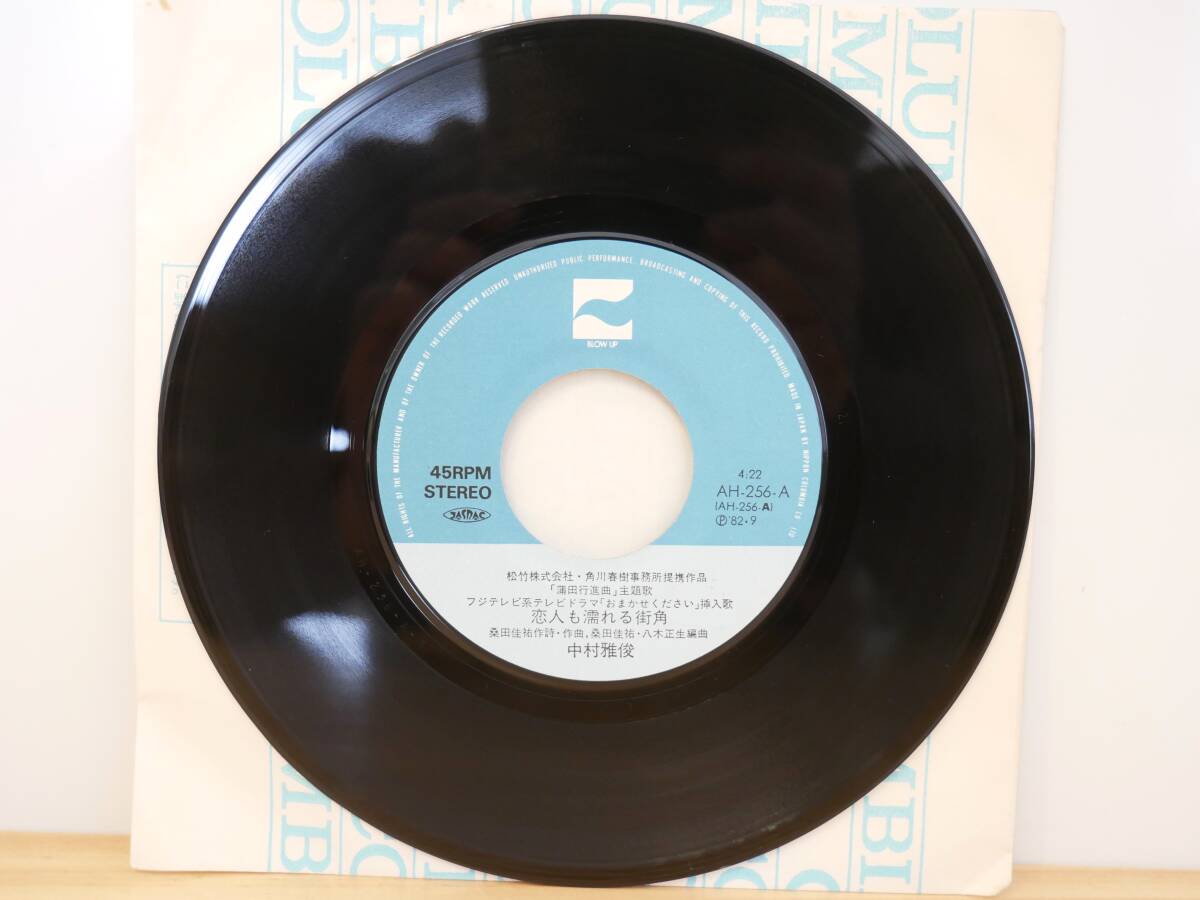 ALL RIGHTS OF THE MANUFACTURER AND OF THE OWNER OF THE RECORDED WORK RESERVED. UNAUTHORIZED PUBLIC PERFORMANCE. BROADCASTING AND COPYING OF THIS RECORD PROHIBITED. MADE IN JAPAN BY NIPPON COLUMBIA CO. LTD
BLOW UP
45RPM
STEREO
JASRAC
4:22
AH-256-A
(AH-256-A)
Ⓟ'82・9
松竹株式会社・角川春樹事務所提携作品
「蒲田行進曲」主題歌
フジテレビ系テレビドラマ「おまかせください」挿入歌
恋人も濡れる街角
桑田佳祐作詩・作曲,桑田佳祐・八木正生編曲
中村雅俊